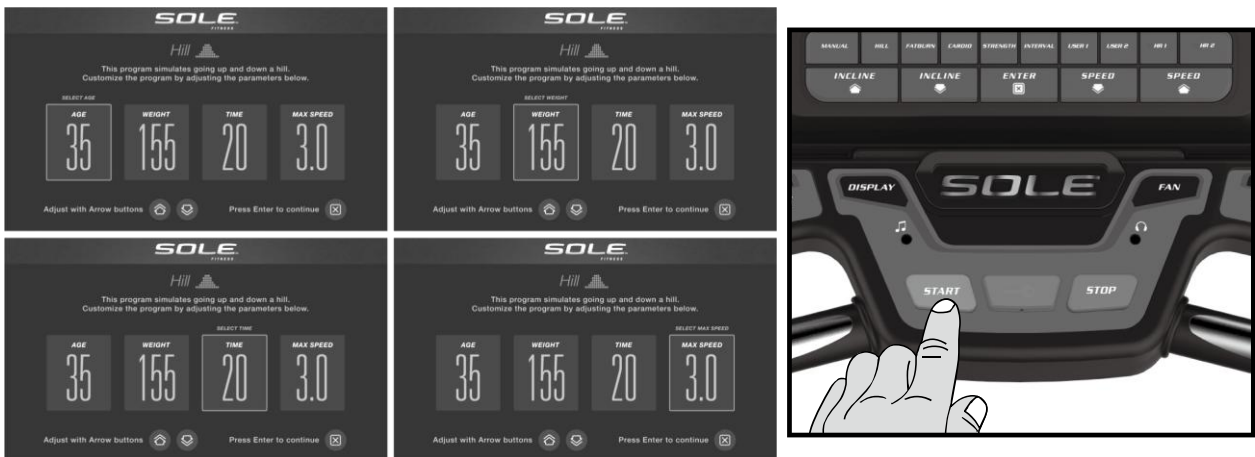 SOLE
FITNESS
Hill
This program simulates going up and down a hill.
Customize the program by adjusting the parameters below.
SELECT AGE
AGE WEIGHT TIME MAX SPEED
35 155 20 3.0
Adjust with Arrow buttons Press Enter to continue
SOLE
FITNESS
Hill
This program simulates going up and down a hill.
Customize the program by adjusting the parameters below.
SELECT WEIGHT
AGE WEIGHT TIME MAX SPEED
35 155 20 3.0
Adjust with Arrow buttons Press Enter to continue
SOLE
FITNESS
Hill
This program simulates going up and down a hill.
Customize the program by adjusting the parameters below.
SELECT TIME
AGE WEIGHT TIME MAX SPEED
35 155 20 3.0
Adjust with Arrow buttons Press Enter to continue
SOLE
FITNESS
Hill
This program simulates going up and down a hill.
Customize the program by adjusting the parameters below.
SELECT MAX SPEED
AGE WEIGHT TIME MAX SPEED
35 155 20 3.0
Adjust with Arrow buttons Press Enter to continue
MANUAL HILL FATBURN CARDIO STRENGTH INTERVAL USER 1 USER 2 HR 1 HR 2
INCLINE INCLINE ENTER SPEED SPEED
DISPLAY SOLE FAN
START STOP